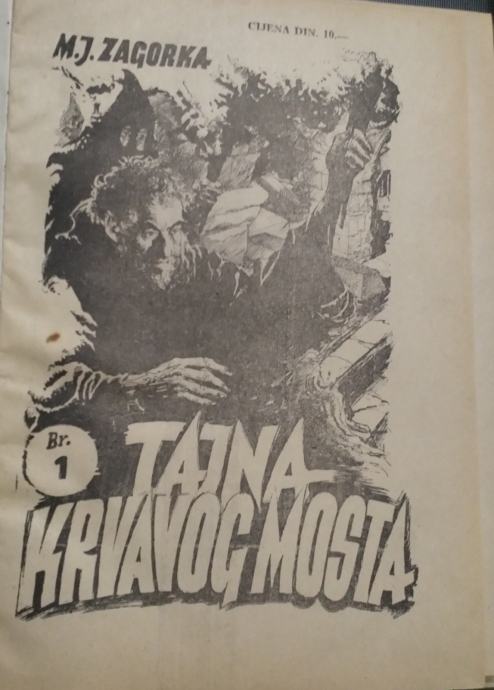 CIJENA DIN. 10.—
M.J. ZAGORKA
Br.
1
TAJNA
KRVAVOG MOSTA